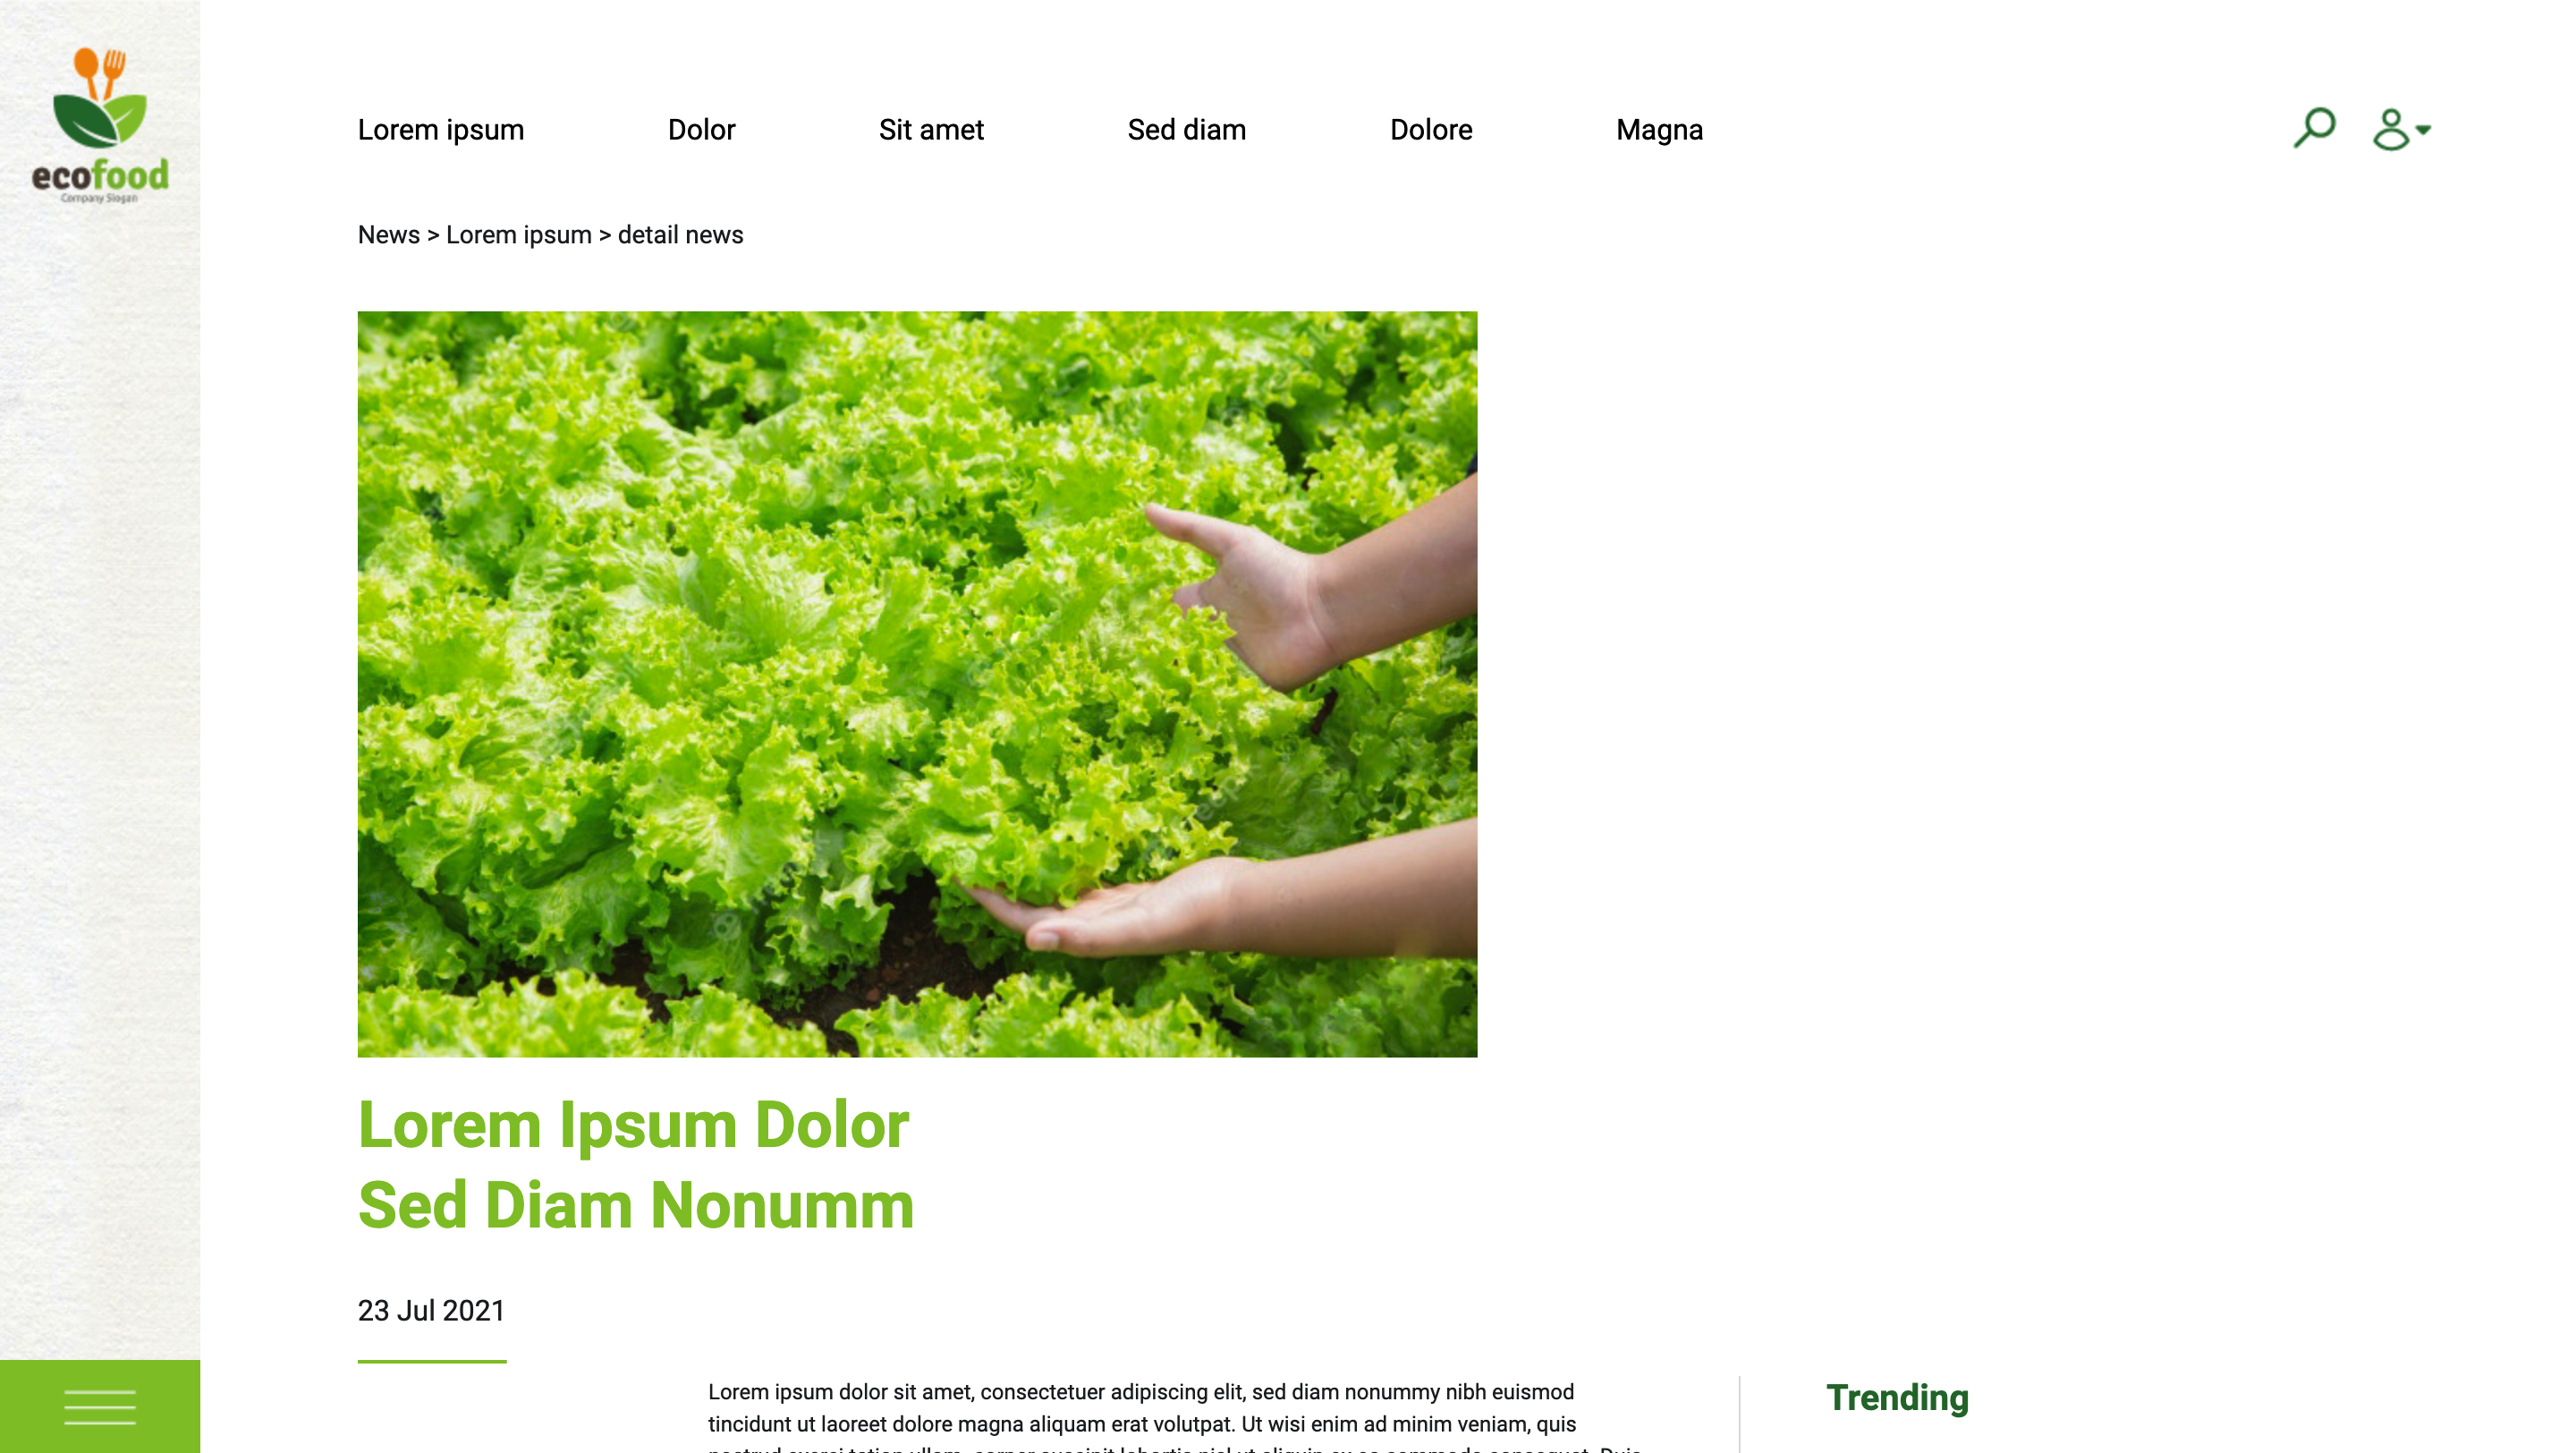 ecofood
Company Slogan
Lorem ipsum
Dolor
Sit amet
Sed diam
Dolore
Magna
News > Lorem ipsum > detail news
Lorem Ipsum Dolor
Sed Diam Nonumm
23 Jul 2021
Lorem ipsum dolor sit amet, consectetuer adipiscing elit, sed diam nonummy nibh euismod
tincidunt ut laoreet dolore magna aliquam erat volutpat. Ut wisi enim ad minim veniam, quis
Trending